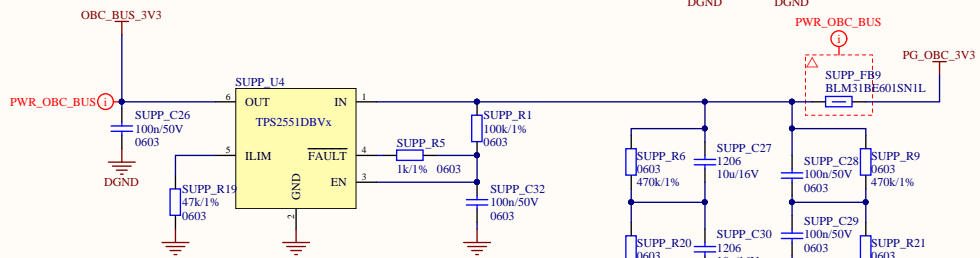 DGND
DGND
OBC_BUS_3V3
PWR_OBC_BUS
i
PG_OBC_3V3
SUPP_U4
SUPP_FB9
BLM31BE601SN1L
PWR_OBC_BUS
i
6
OUT
IN
1
SUPP_C26
100n/50V
0603
TPS2551DBVx
SUPP_R1
100k/1%
0603
SUPP_R5
5
ILIM
FAULT
4
1k/1%
0603
SUPP_R6
0603
470k/1%
SUPP_C27
1206
10u/16V
SUPP_C28
100n/50V
0603
SUPP_R9
0603
470k/1%
DGND
SUPP_R19
47k/1%
0603
GND
2
EN
3
SUPP_C32
100n/50V
0603
SUPP_R20
0603
SUPP_C30
1206
SUPP_C29
100n/50V
0603
SUPP_R21
0603